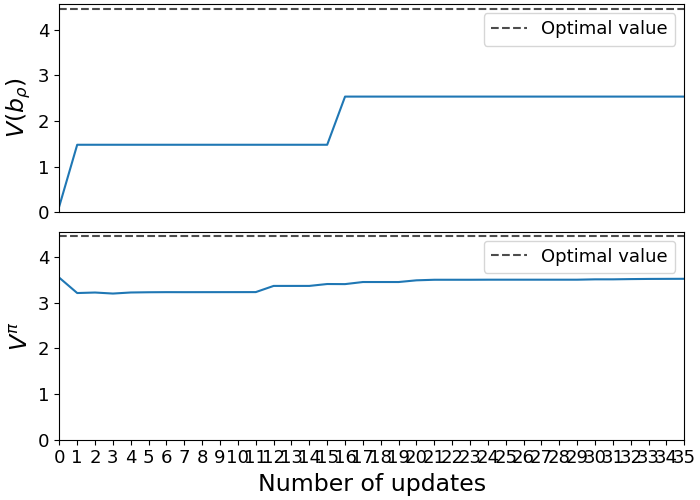 4
3
2
1
0
V(b_ρ)
Optimal value
4
3
2
1
0
V^π
Optimal value
0 1 2 3 4 5 6 7 8 9 10 11 12 13 14 15 16 17 18 19 20 21 22 23 24 25 26 27 28 29 30 31 32 33 34 35
Number of updates